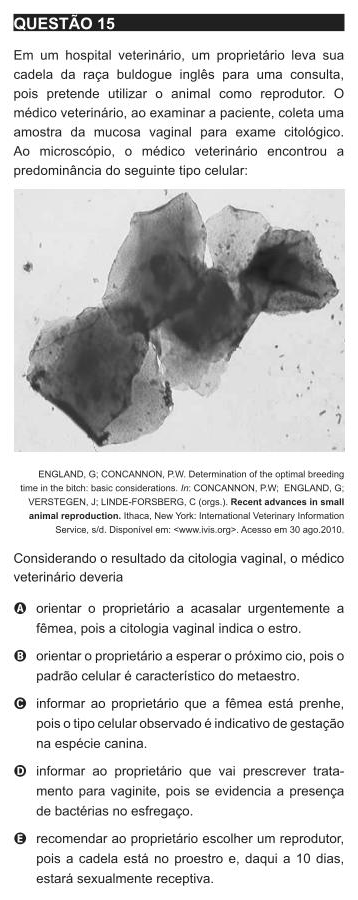 QUESTÃO 15
Em um hospital veterinário, um proprietário leva sua
cadela da raça buldogue inglês para uma consulta,
pois pretende utilizar o animal como reprodutor. O
médico veterinário, ao examinar a paciente, coleta uma
amostra da mucosa vaginal para exame citológico.
Ao microscópio, o médico veterinário encontrou a
predominância do seguinte tipo celular:
ENGLAND, G; CONCANNON, P.W. Determination of the optimal breeding
time in the bitch: basic considerations. In: CONCANNON, P.W; ENGLAND, G;
VERSTEGEN, J; LINDE-FORSBERG, C (orgs.). Recent advances in small
animal reproduction. Ithaca, New York: International Veterinary Information
Service, s/d. Disponível em: <www.ivis.org>. Acesso em 30 ago.2010.
Considerando o resultado da citologia vaginal, o médico
veterinário deveria
A orientar o proprietário a acasalar urgentemente a
fêmea, pois a citologia vaginal indica o estro.
B orientar o proprietário a esperar o próximo cio, pois o
padrão celular é característico do metaestro.
C informar ao proprietário que a fêmea está prenhe,
pois o tipo celular observado é indicativo de gestação
na espécie canina.
D informar ao proprietário que vai prescrever trata-
mento para vaginite, pois se evidencia a presença
de bactérias no esfregaço.
E recomendar ao proprietário escolher um reprodutor,
pois a cadela está no proestro e, daqui a 10 dias,
estará sexualmente receptiva.